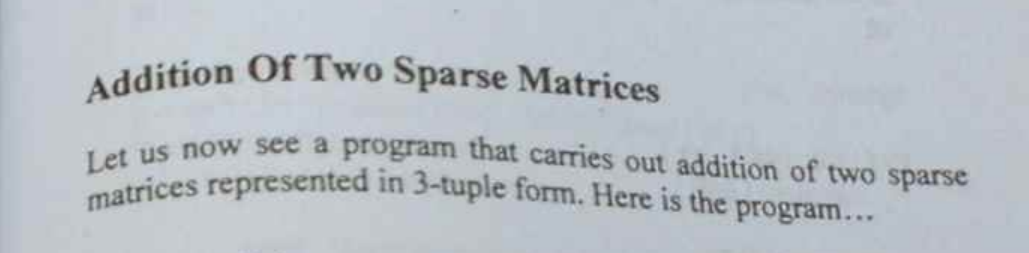 Addition Of Two Sparse Matrices
Let us now see a program that carries out addition of two sparse
matrices represented in 3-tuple form. Here is the program...